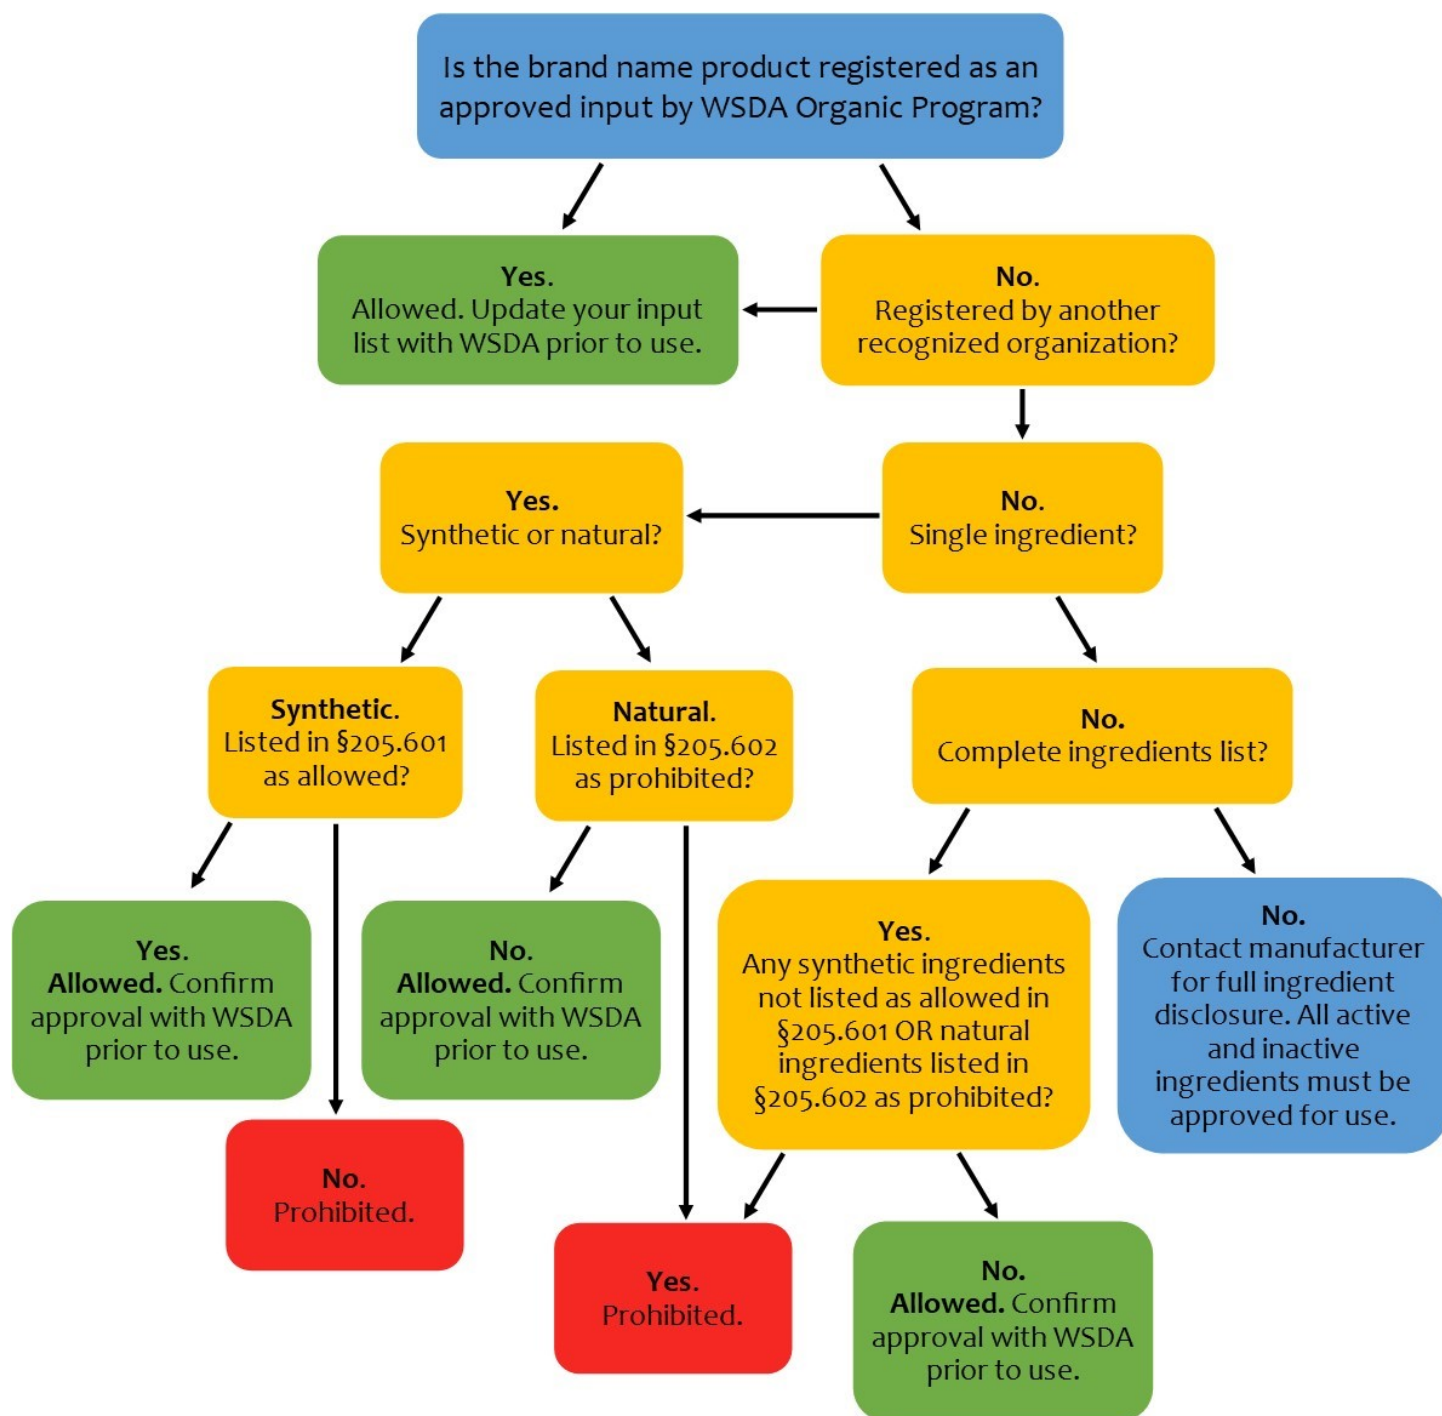 Is the brand name product registered as an
approved input by WSDA Organic Program?
Yes.
Allowed. Update your input
list with WSDA prior to use.
No.
Registered by another
recognized organization?
Yes.
Synthetic or natural?
No.
Single ingredient?
Synthetic.
Listed in §205.601
as allowed?
Natural.
Listed in §205.602
as prohibited?
No.
Complete ingredients list?
Yes.
Allowed. Confirm
approval with WSDA
prior to use.
No.
Allowed. Confirm
approval with WSDA
prior to use.
Yes.
Any synthetic ingredients
not listed as allowed in
§205.601 OR natural
ingredients listed in
§205.602 as prohibited?
No.
Contact manufacturer
for full ingredient
disclosure. All active
and inactive
ingredients must be
approved for use.
No.
Prohibited.
Yes.
Prohibited.
No.
Allowed. Confirm
approval with WSDA
prior to use.